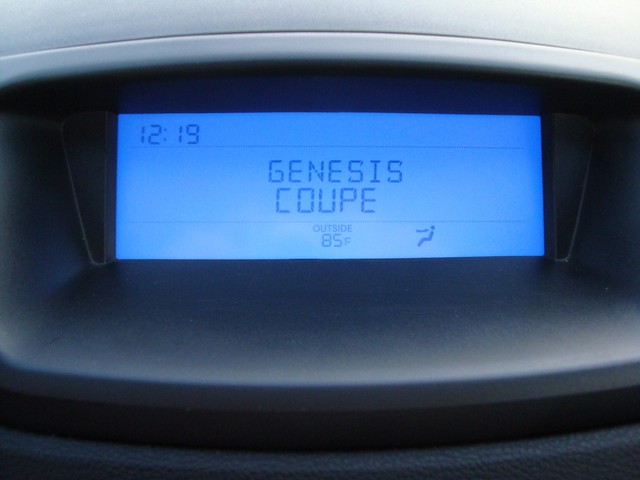 12:19
GENESIS
COUPE
OUTSIDE
85F